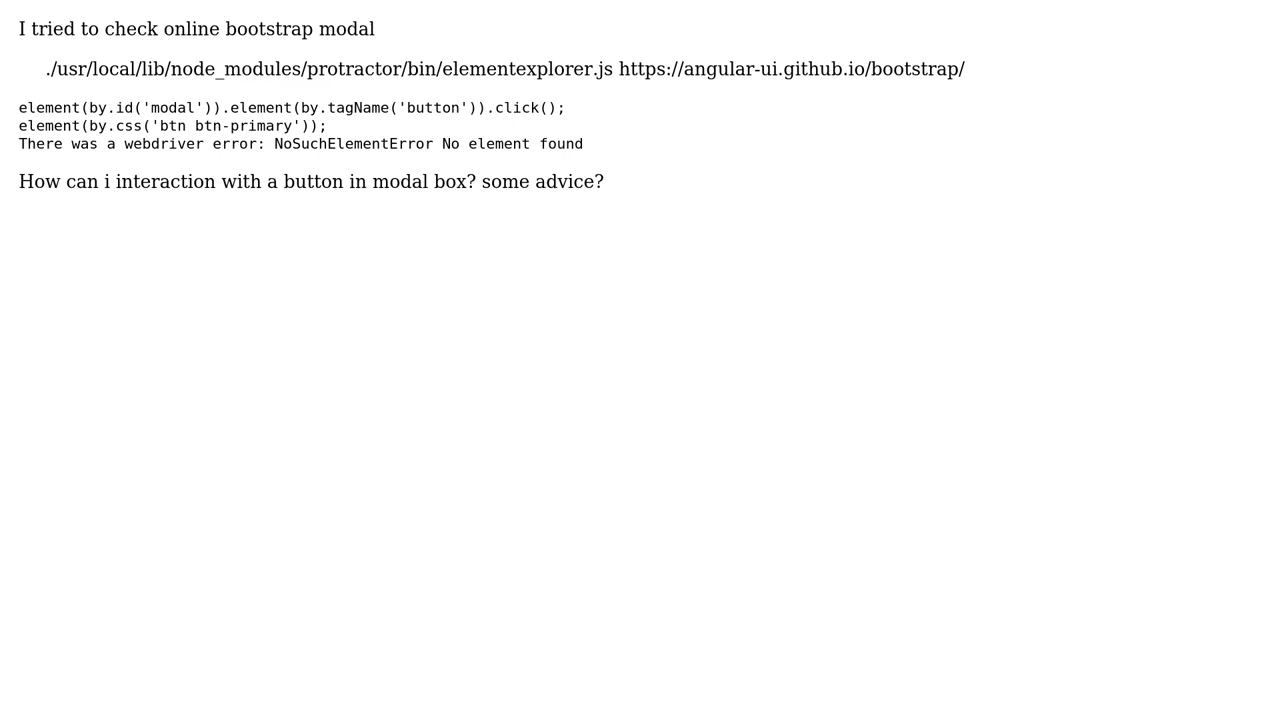 I tried to check online bootstrap modal
./usr/local/lib/node_modules/protractor/bin/elementexplorer.js https://angular-ui.github.io/bootstrap/
element(by.id('modal')).element(by.tagName('button')).click();
element(by.css('btn btn-primary'));
There was a webdriver error: NoSuchElementError No element found
How can i interaction with a button in modal box? some advice?